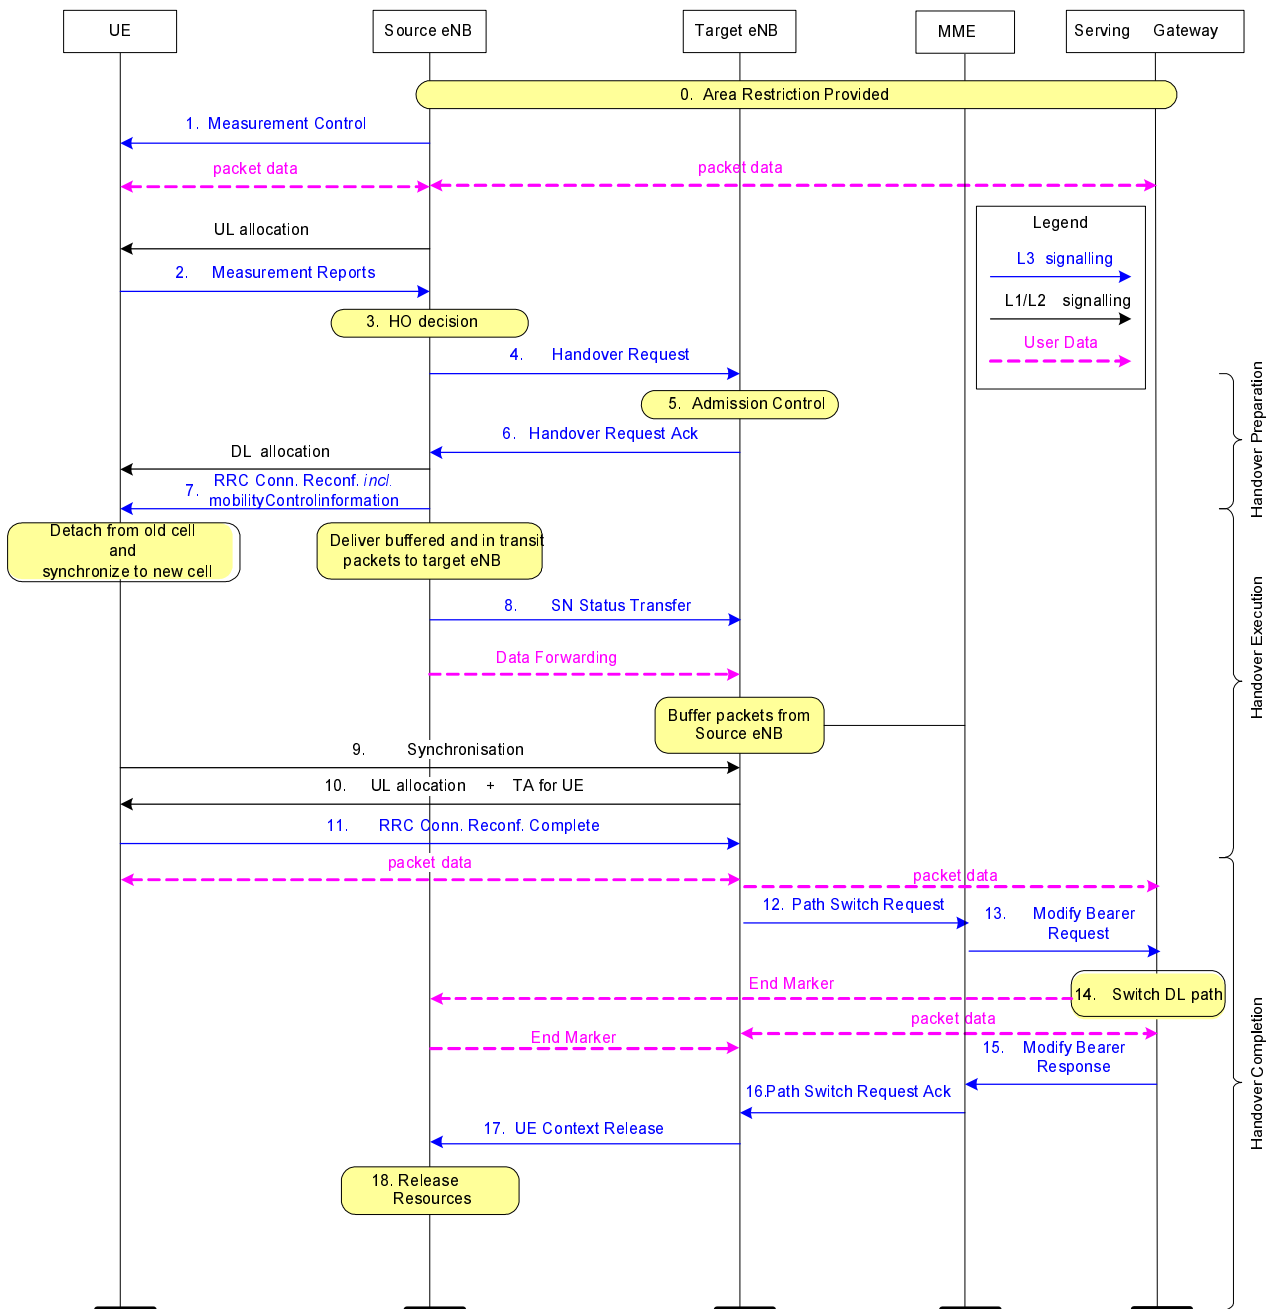 UE
Source eNB
Target eNB
MME
Serving Gateway
0. Area Restriction Provided
1. Measurement Control
packet data
packet data
UL allocation
Legend
L3 signalling
L1/L2 signalling
User Data
2. Measurement Reports
3. HO decision
4. Handover Request
5. Admission Control
6. Handover Request Ack
DL allocation
7. RRC Conn. Reconf. incl.
mobilityControlinformation
Handover Preparation
Detach from old cell
and
synchronize to new cell
Deliver buffered and in transit
packets to target eNB
8. SN Status Transfer
Data Forwarding
Buffer packets from
Source eNB
9. Synchronisation
10. UL allocation + TA for UE
11. RRC Conn. Reconf. Complete
Handover Execution
packet data
packet data
12. Path Switch Request
13. Modify Bearer
Request
End Marker
14. Switch DL path
packet data
End Marker
15. Modify Bearer
Response
16.Path Switch Request Ack
17. UE Context Release
18. Release
Resources
Handover Completion